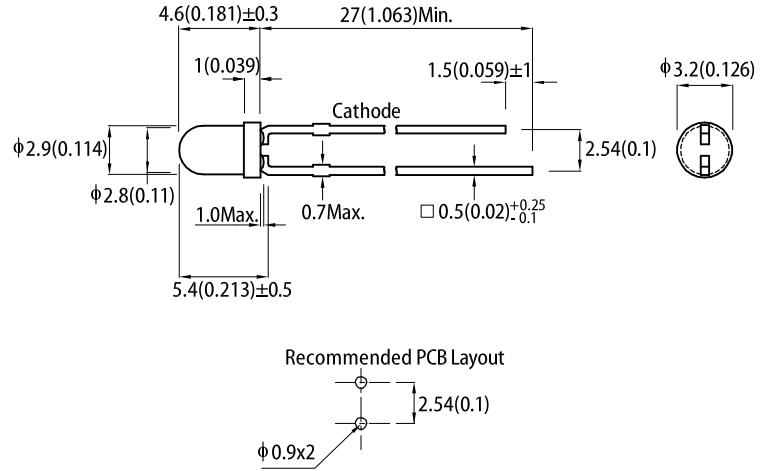 4.6(0.181)±0.3
27(1.063)Min.
1(0.039)
1.5(0.059)±1
ϕ3.2(0.126)
Cathode
ϕ2.9(0.114)
2.54(0.1)
ϕ2.8(0.11)
1.0Max.
0.7Max.
□ 0.5(0.02)+0.25
- 0.1
5.4(0.213)±0.5
Recommended PCB Layout
2.54(0.1)
ϕ0.9x2